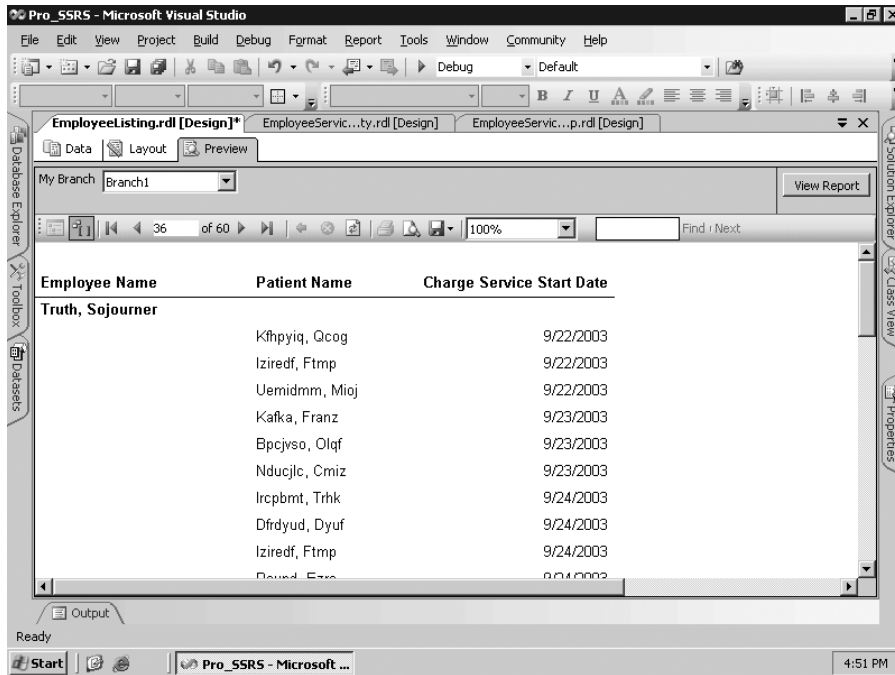 Pro_SSRS - Microsoft Visual Studio
File Edit View Project Build Debug Format Report Tools Window Community Help
Debug Default
B I U A
EmployeeListing.rdl [Design]* EmployeeServic...ty.rdl [Design] EmployeeServic...p.rdl [Design]
Data Layout Preview
My Branch Branch1 View Report
36 of 60 100% Find Next
Database Explorer
Toolbox
Datasets
Solution Explorer
Class View
Properties
Employee Name Patient Name Charge Service Start Date
Truth, Sojourner
Kfhpyiq, Qcog 9/22/2003
Iziredf, Ftmp 9/22/2003
Uemidmm, Mioj 9/22/2003
Kafka, Franz 9/23/2003
Bpcjvso, Olqf 9/23/2003
Nducjlc, Cmiz 9/23/2003
Ircpbmt, Trhk 9/24/2003
Dfrdyud, Dyuf 9/24/2003
Iziredf, Ftmp 9/24/2003
Output
Ready
Start Pro_SSRS - Microsoft ... 4:51 PM